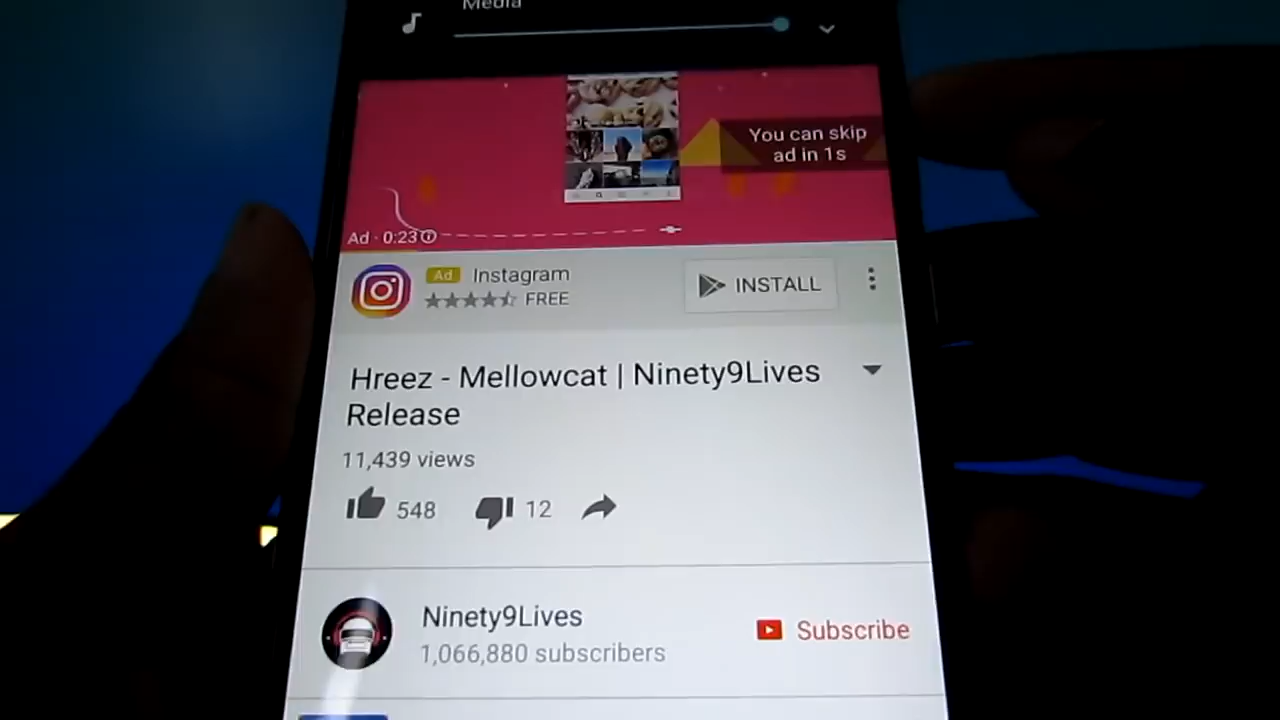 Media
You can skip
ad in 1s
Ad · 0:23
Ad Instagram
FREE
INSTALL
Hreez - Mellowcat | Ninety9Lives
Release
11,439 views
548
12
Ninety9Lives
1,066,880 subscribers
Subscribe